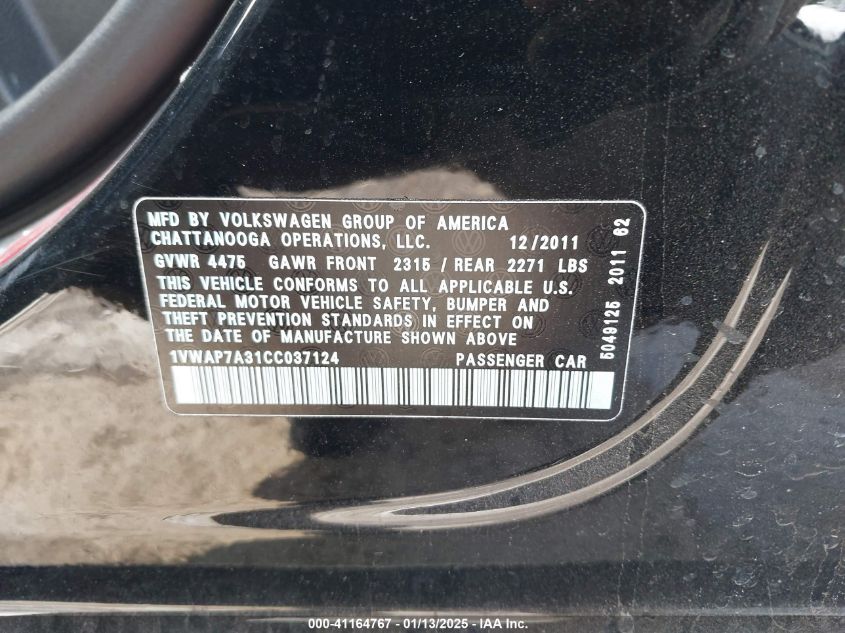 MFD BY VOLKSWAGEN GROUP OF AMERICA
CHATTANOOGA OPERATIONS, LLC. 12/2011
GVWR 4475 GAWR FRONT 2315 / REAR 2271 LBS
THIS VEHICLE CONFORMS TO ALL APPLICABLE U.S.
FEDERAL MOTOR VEHICLE SAFETY, BUMPER AND
THEFT PREVENTION STANDARDS IN EFFECT ON
THE DATE OF MANUFACTURE SHOWN ABOVE
1VWAP7A31CC037124 PASSENGER CAR
5049125 2011 62
000-41164767 - 01/13/2025 - IAA Inc.